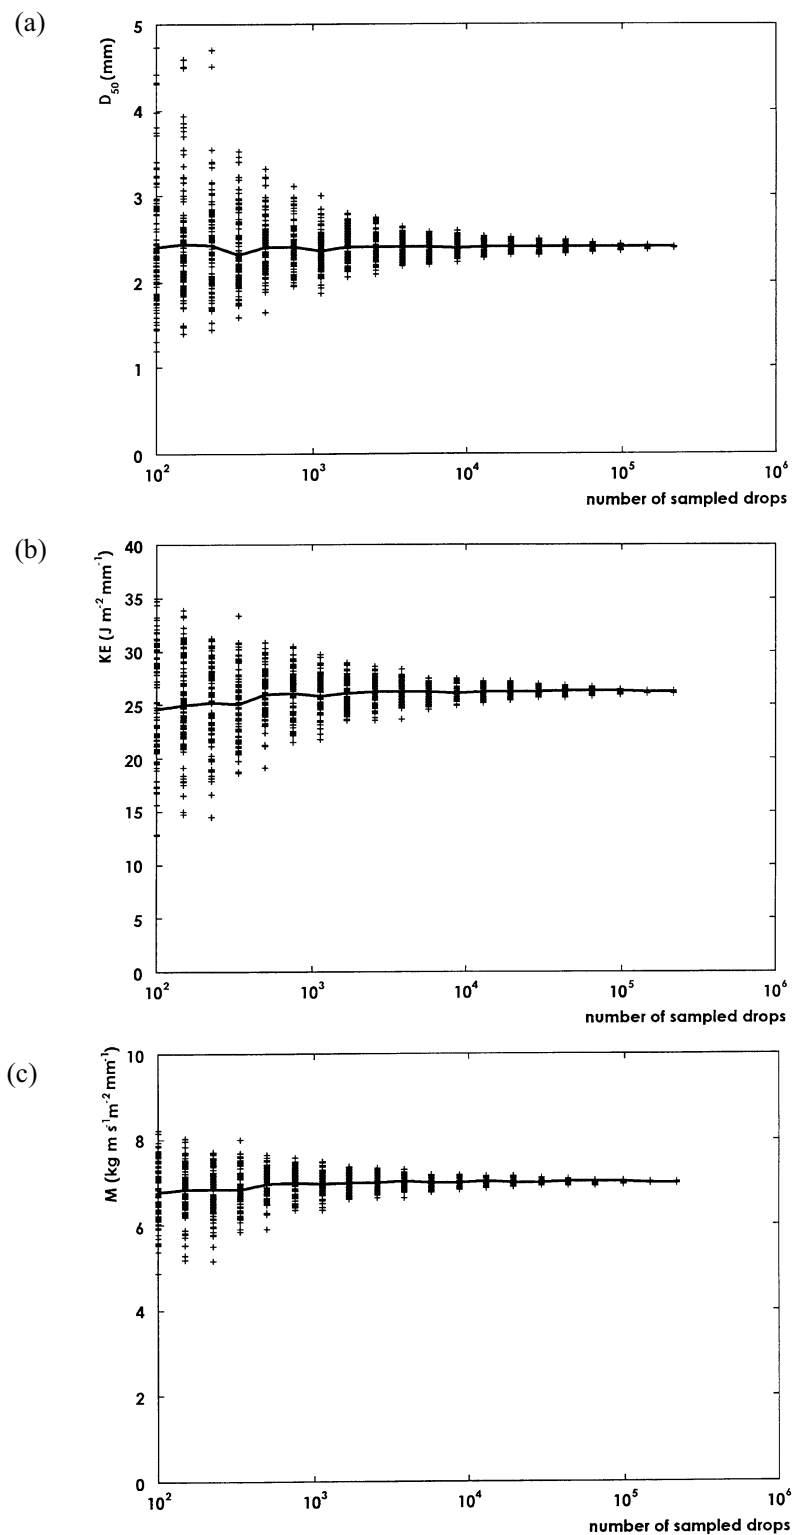 (a)
D₅₀ (mm)
5
4
3
2
1
0
10² 10³ 10⁴ 10⁵ 10⁶
number of sampled drops
(b)
KE (J m⁻² mm⁻¹)
40
35
30
25
20
15
10
5
0
10² 10³ 10⁴ 10⁵ 10⁶
number of sampled drops
(c)
M (kg m s⁻¹m⁻² mm⁻¹)
10
8
6
4
2
0
10² 10³ 10⁴ 10⁵ 10⁶
number of sampled drops